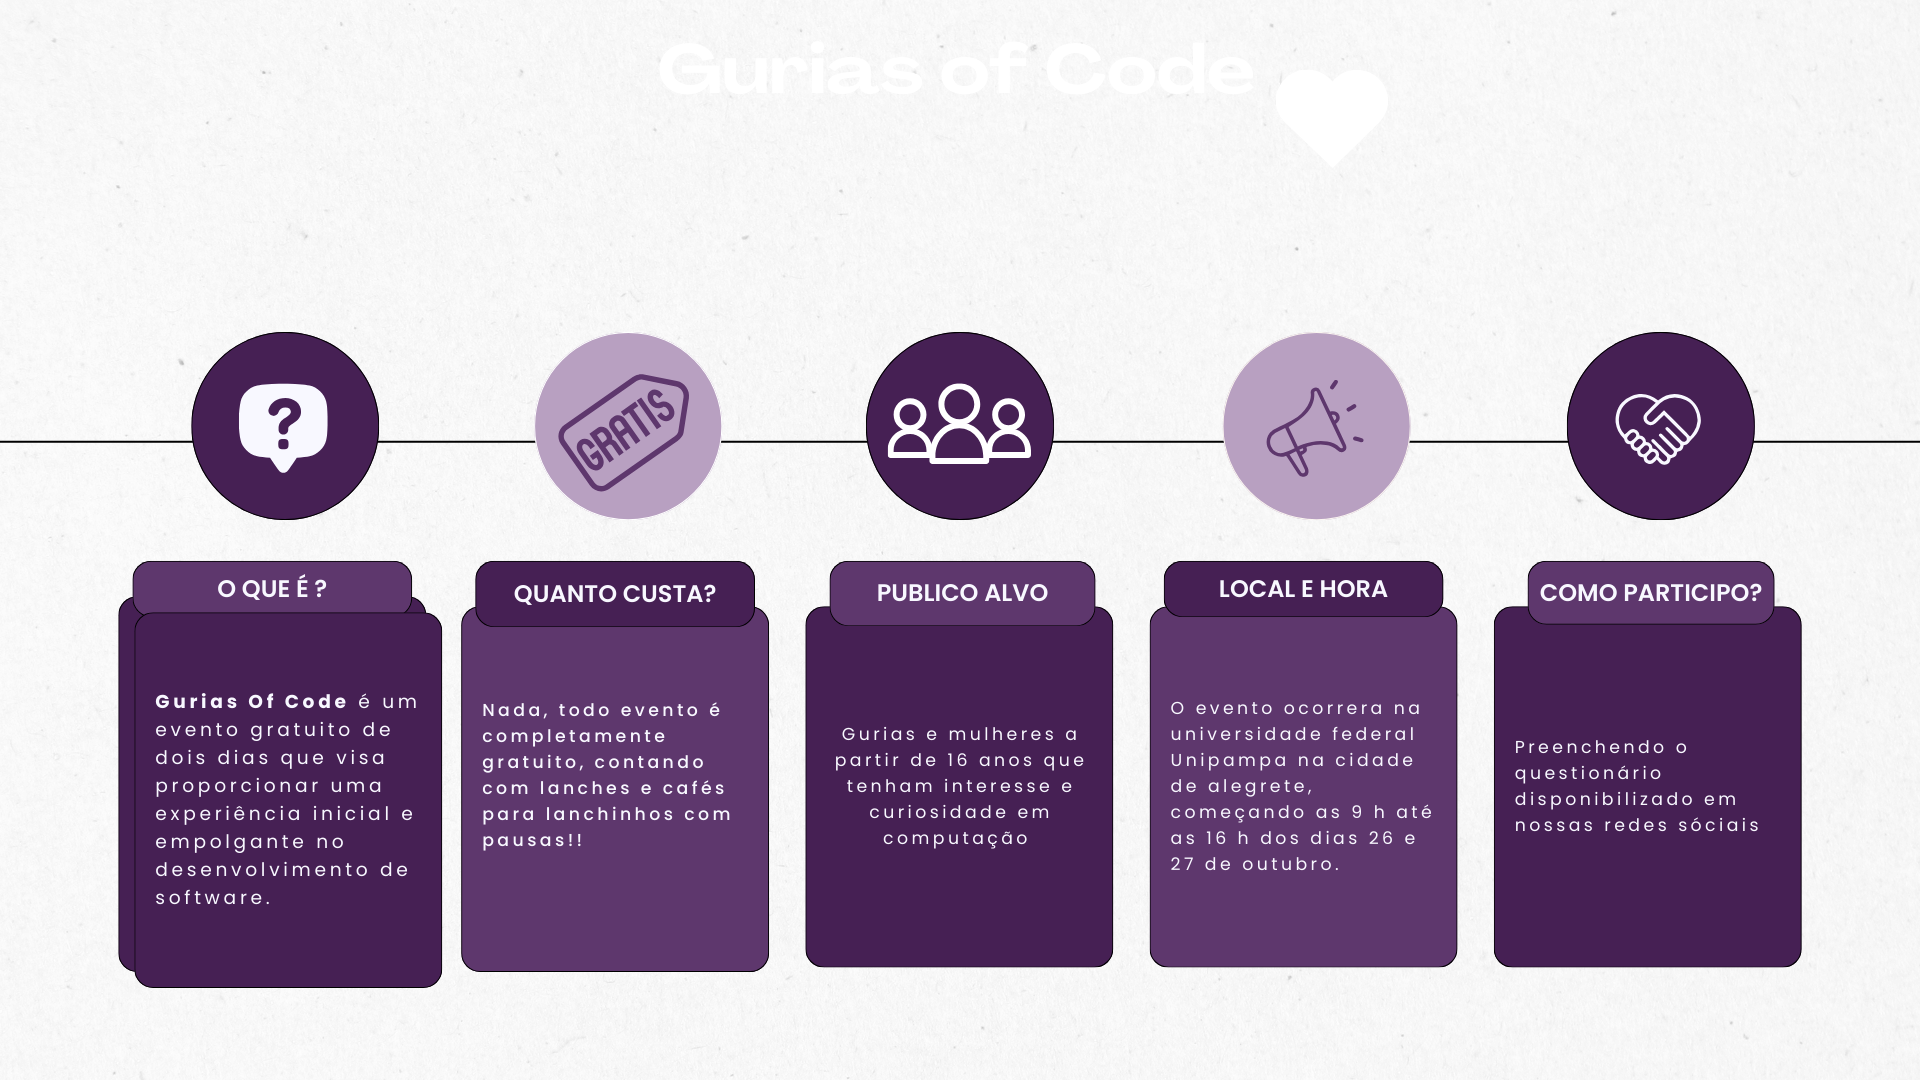 Gurias of Code
GRATIS
O QUE É ?
Gurias Of Code é um
evento gratuito de
dois dias que visa
proporcionar uma
experiência inicial e
empolgante no
desenvolvimento de
software.
QUANTO CUSTA?
Nada, todo evento é
completamente
gratuito, contando
com lanches e cafés
para lanchinhos com
pausas!!
PUBLICO ALVO
Gurias e mulheres a
partir de 16 anos que
tenham interesse e
curiosidade em
computação
LOCAL E HORA
O evento ocorrera na
universidade federal
Unipampa na cidade
de alegrete,
começando as 9 h até
as 16 h dos dias 26 e
27 de outubro.
COMO PARTICIPO?
Preenchendo o
questionário
disponibilizado em
nossas redes sóciais